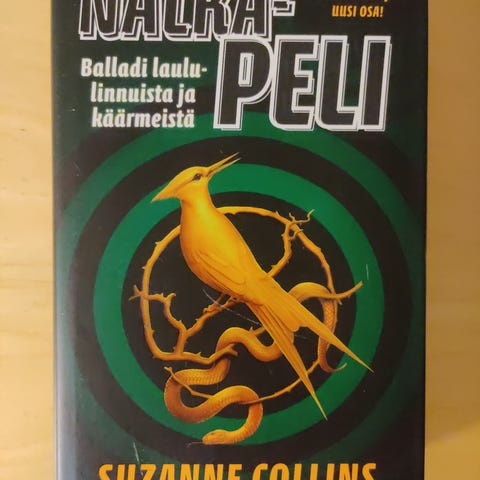 UUSI OSA!
NÄLKÄ-
PELI
Balladi laulu-
linnuista ja
käärmeistä
SUZANNE COLLINS